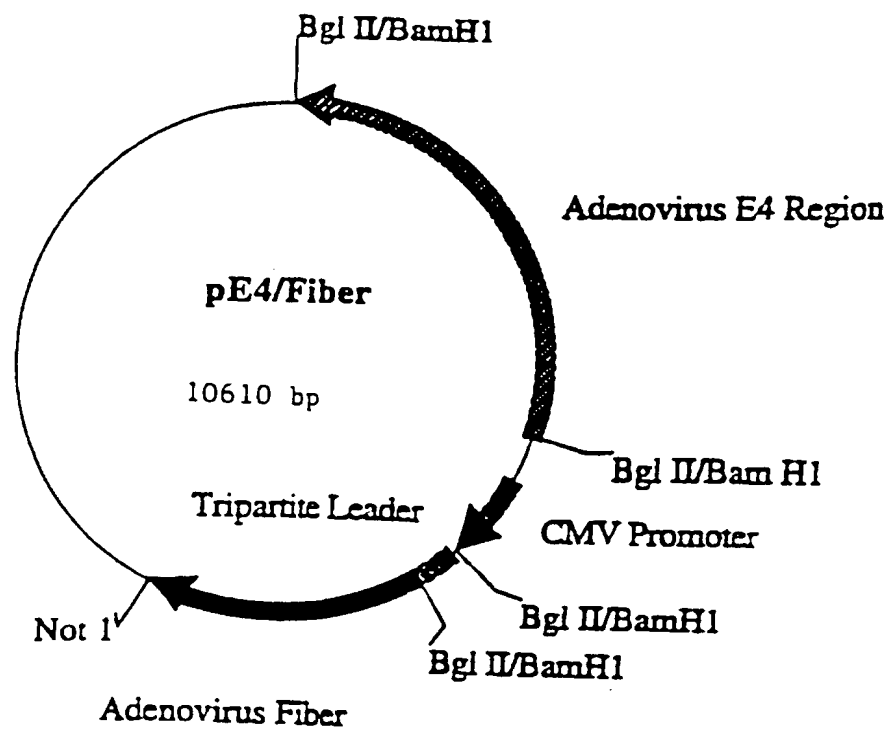 Bgl II/BamH1
Adenovirus E4 Region
pE4/Fiber
10610 bp
Bgl II/Bam H1
Tripartite Leader
CMV Promoter
Bgl II/BamH1
Not 1
Bgl II/BamH1
Adenovirus Fiber